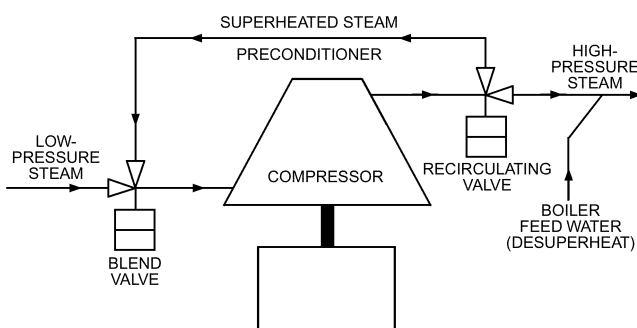 SUPERHEATED STEAM
PRECONDITIONER
HIGH-
PRESSURE
STEAM
LOW-
PRESSURE
STEAM
COMPRESSOR
RECIRCULATING
VALVE
BLEND
VALVE
BOILER
FEED WATER
(DESUPERHEAT)